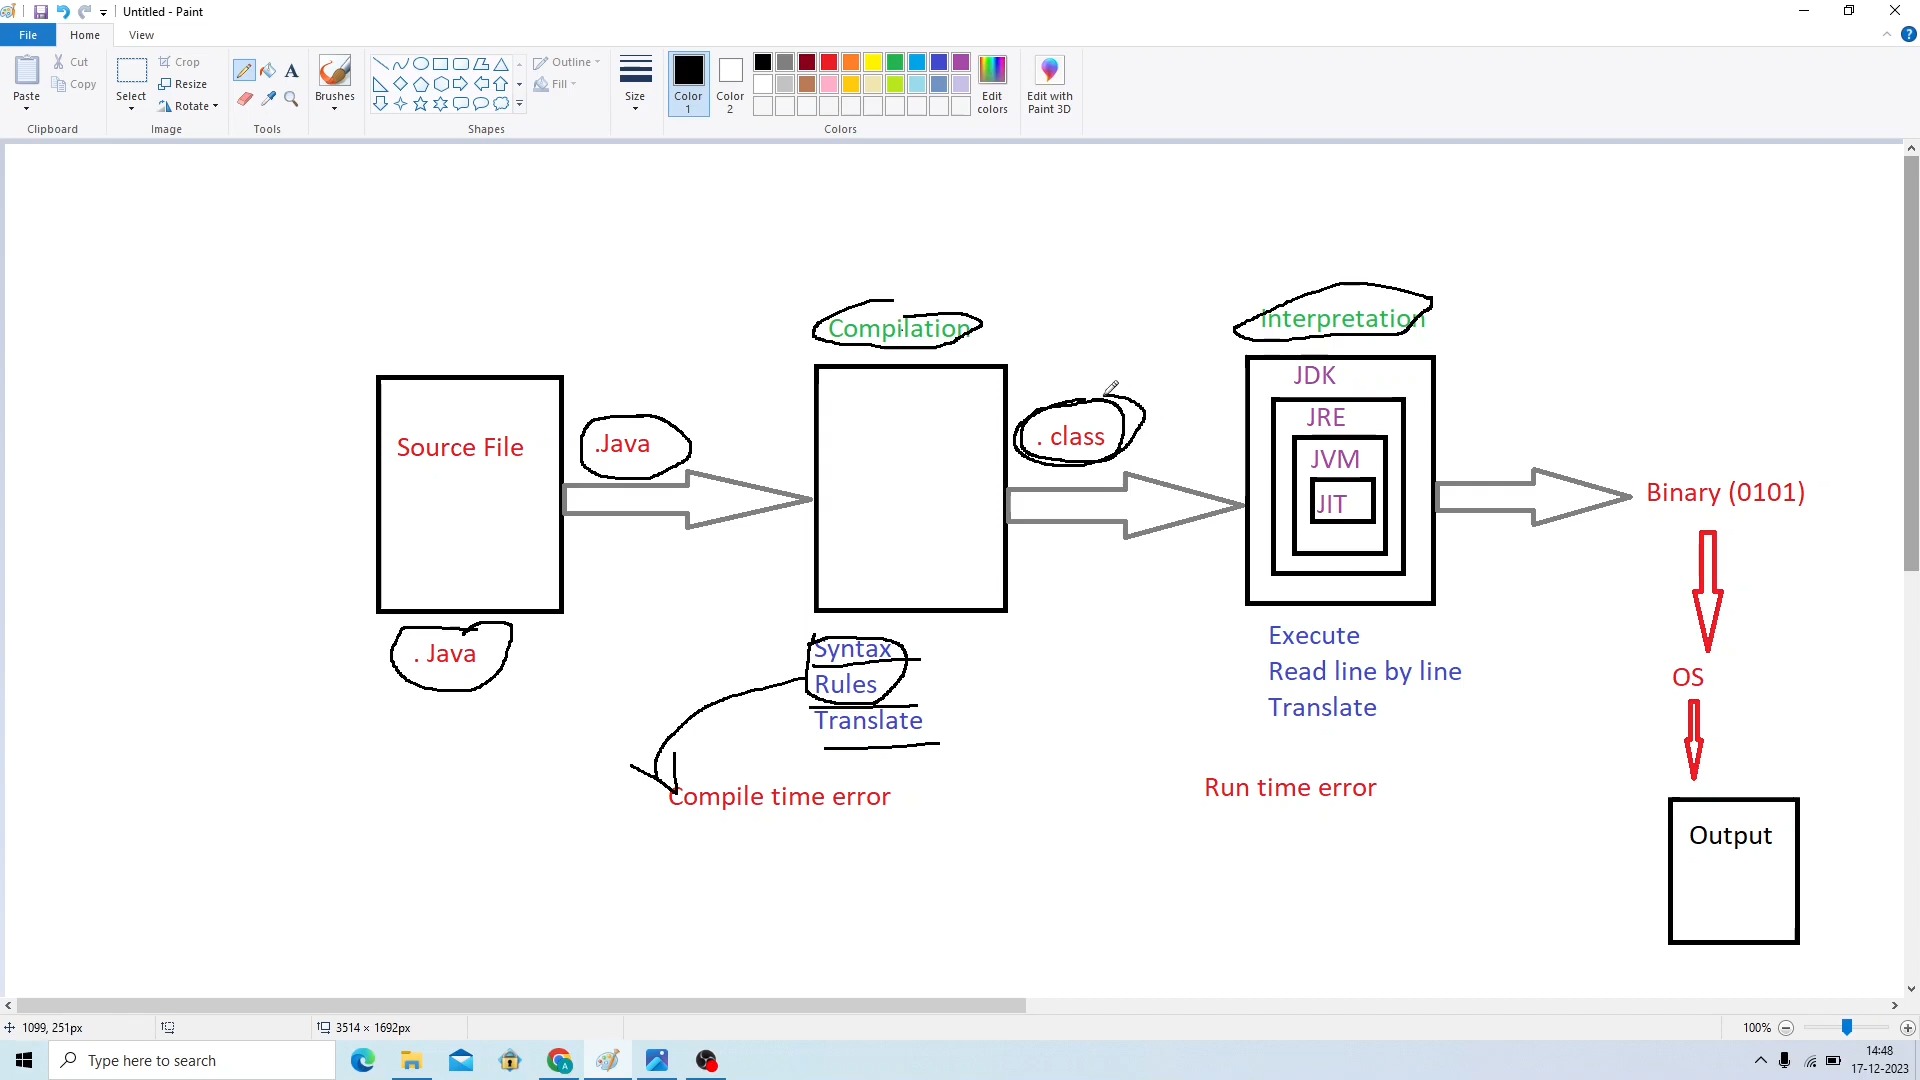 Untitled - Paint
File Home View
Paste
Cut
Copy
Clipboard
Select
Crop
Resize
Rotate
Image
A
Tools
Brushes
Outline
Fill
Shapes
Size
Color 1
Color 2
Edit colors
Colors
Edit with Paint 3D
Compilation
Interpretation
Source File
.Java
. class
JDK
JRE
JVM
JIT
Binary (0101)
. Java
Syntax
Rules
Translate
Execute
Read line by line
Translate
OS
Compile time error
Run time error
Output
1099, 251px
3514 × 1692px
100%
Type here to search
14:48
17-12-2023